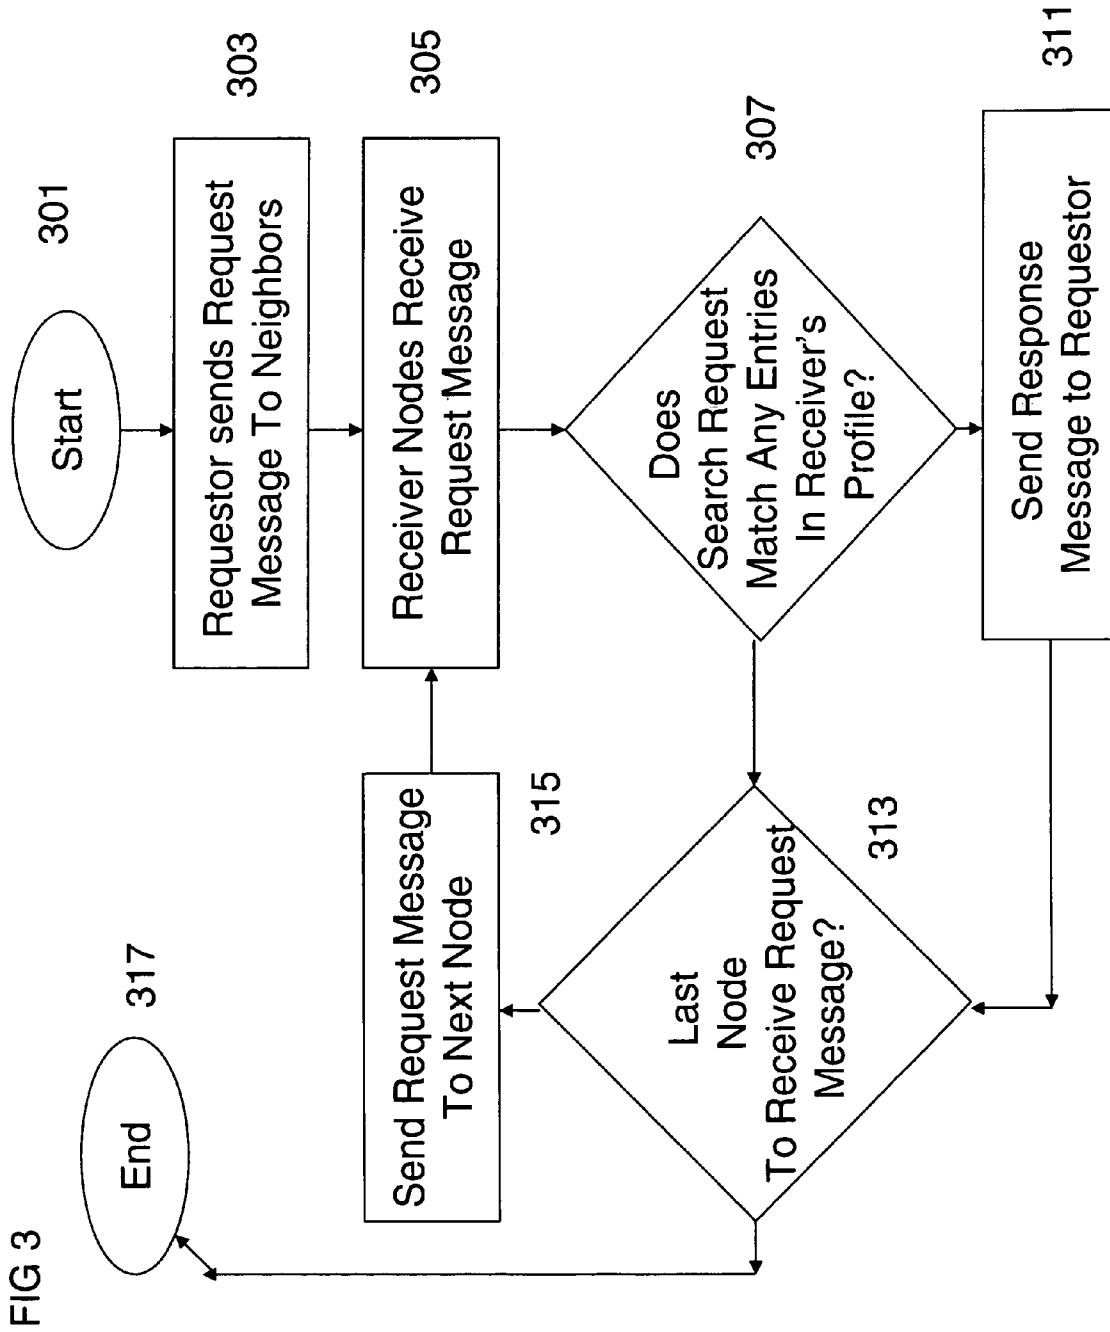 FIG 3
Start
301
Requestor sends Request
Message To Neighbors
303
Receiver Nodes Receive
Request Message
305
Does
Search Request
Match Any Entries
In Receiver's
Profile?
307
Send Response
Message to Requestor
311
Last
Node
To Receive Request
Message?
313
Send Request Message
To Next Node
315
End
317